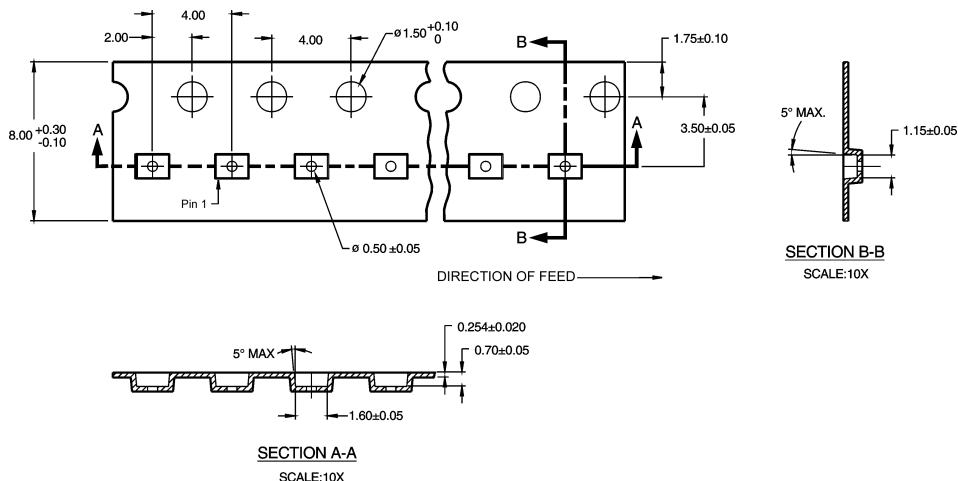 4.00
2.00
4.00
ø1.50 +0.10
0
B
1.75±0.10
8.00 +0.30
-0.10
A
A
3.50±0.05
5° MAX.
1.15±0.05
Pin 1
ø 0.50 ±0.05
B
DIRECTION OF FEED
SECTION B-B
SCALE:10X
0.254±0.020
5° MAX
0.70±0.05
1.60±0.05
SECTION A-A
SCALE:10X